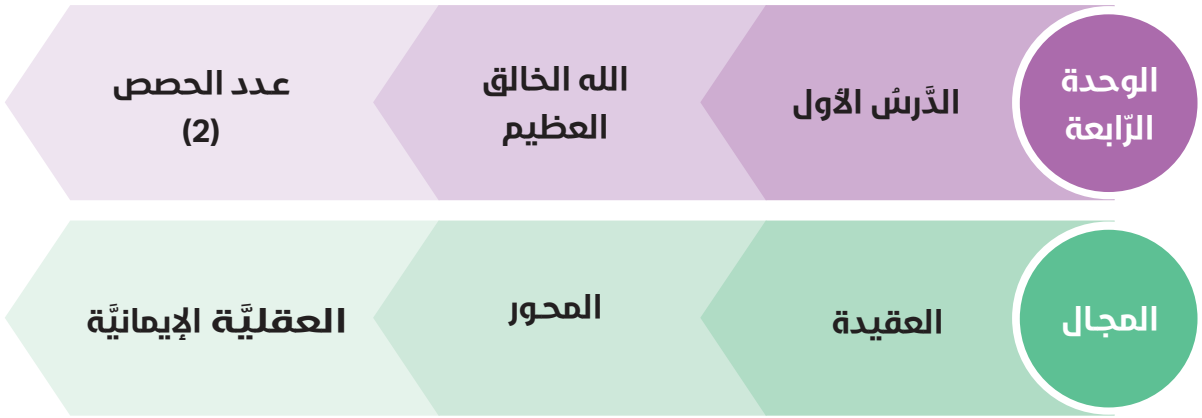 الوحدة
الرّابعة
الدَّرسُ الأول
الله الخالق
العظيم
عدد الحصص
(2)
المجال
العقيدة
المحور
العقليَّة الإيمانيَّة